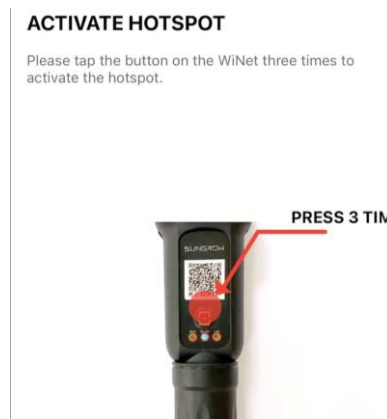 ACTIVATE HOTSPOT
Please tap the button on the WiNet three times to
activate the hotspot.
PRESS 3 TIM
SUNGROW